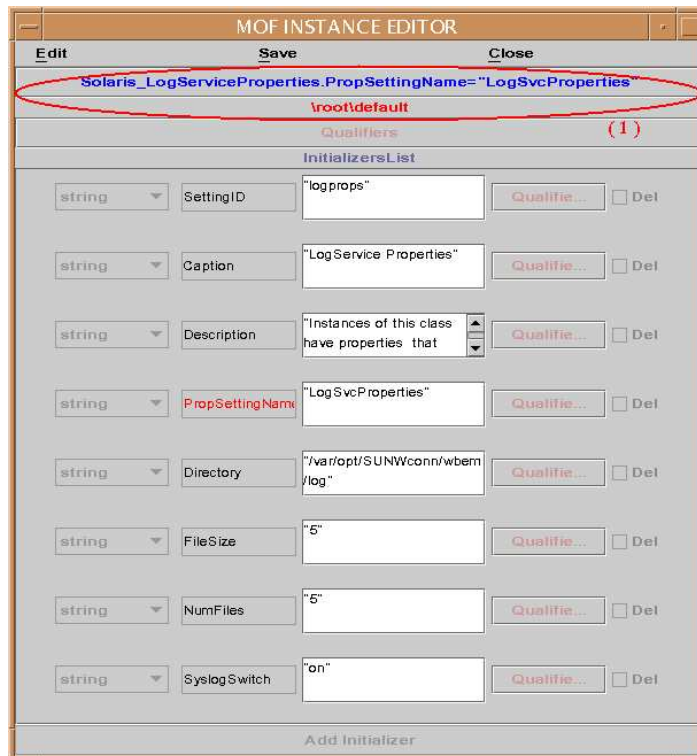 MOF INSTANCE EDITOR
Edit Save Close
Solaris_LogServiceProperties.PropSettingName="LogSvcProperties"
\root\default
Qualifiers (1)
InitializersList
string SettingID "logprops" Qualifie... Del
string Caption "LogService Properties" Qualifie... Del
string Description "Instances of this class
have properties that Qualifie... Del
string PropSettingName "LogSvcProperties" Qualifie... Del
string Directory "/var/opt/SUNWconn/wbem
/log" Qualifie... Del
string FileSize "5" Qualifie... Del
string NumFiles "5" Qualifie... Del
string SyslogSwitch "on" Qualifie... Del
Add Initializer